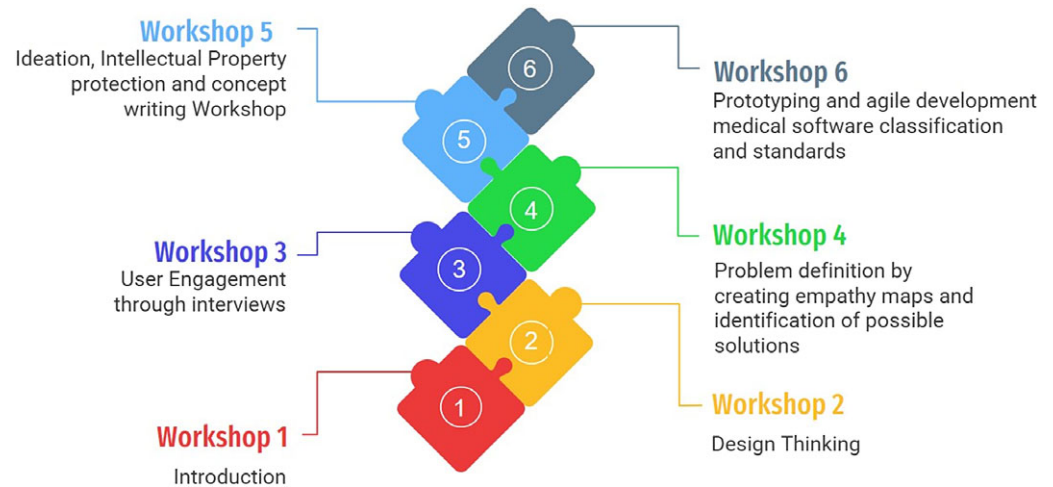 Workshop 5
Ideation, Intellectual Property
protection and concept
writing Workshop
6
Workshop 6
Prototyping and agile development
medical software classification
and standards
5
4
Workshop 4
Problem definition by
creating empathy maps and
identification of possible
solutions
Workshop 3
User Engagement
through interviews
3
2
Workshop 2
Design Thinking
1
Workshop 1
Introduction